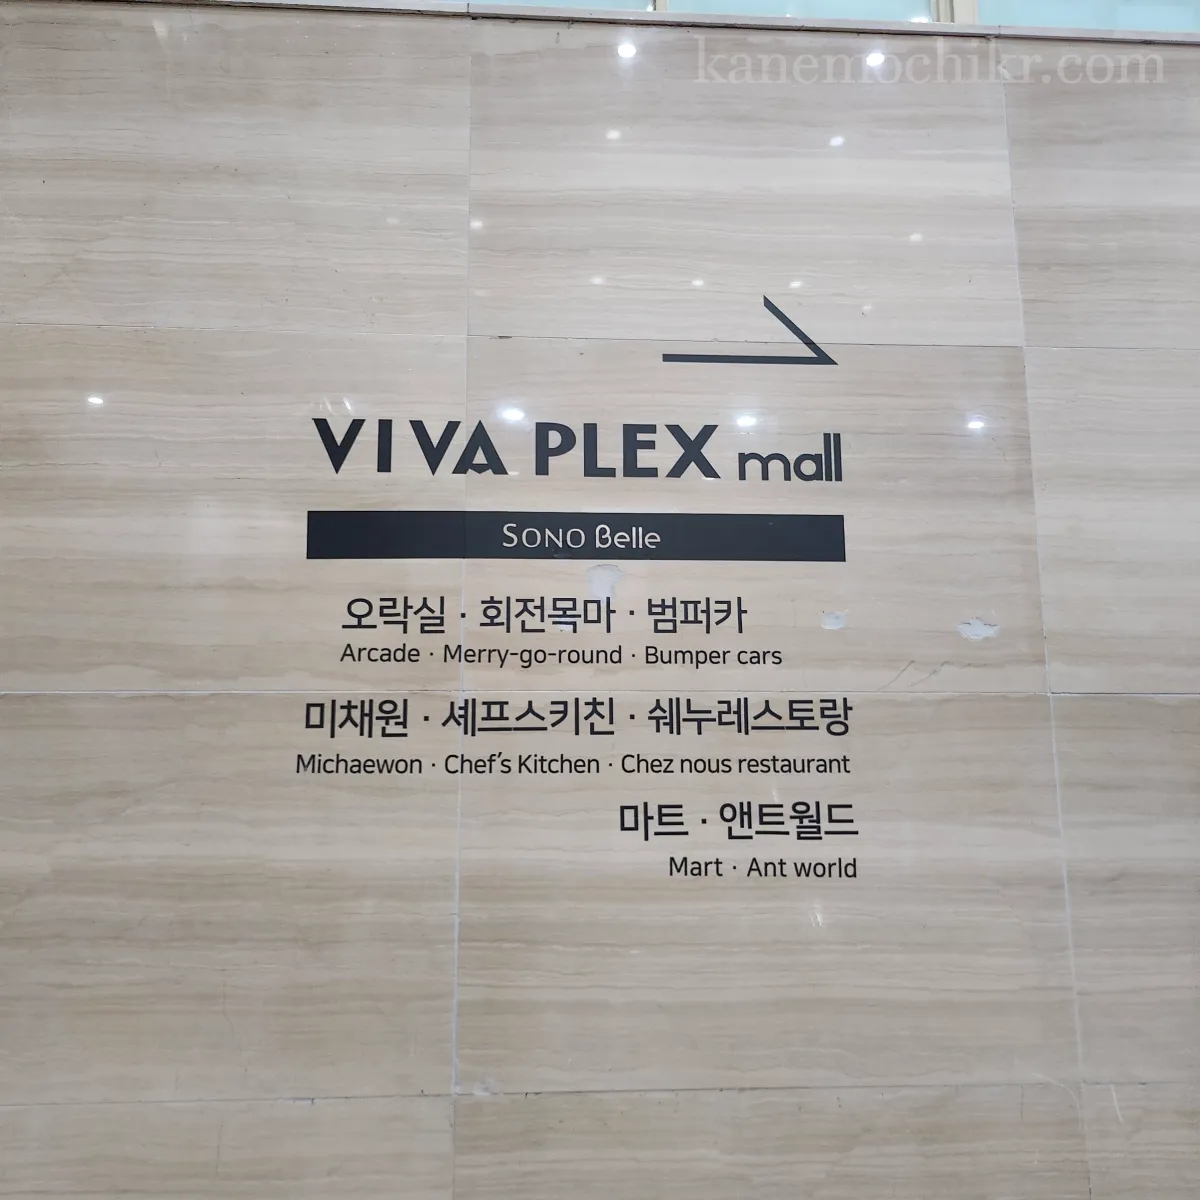 kanemochikr.com
VIVA PLEX mall
SONO Belle
오락실 · 회전목마 · 범퍼카
Arcade · Merry-go-round · Bumper cars
미채원 · 셰프스키친 · 쉐누레스토랑
Michaewon · Chef's Kitchen · Chez nous restaurant
마트 · 앤트월드
Mart · Ant world